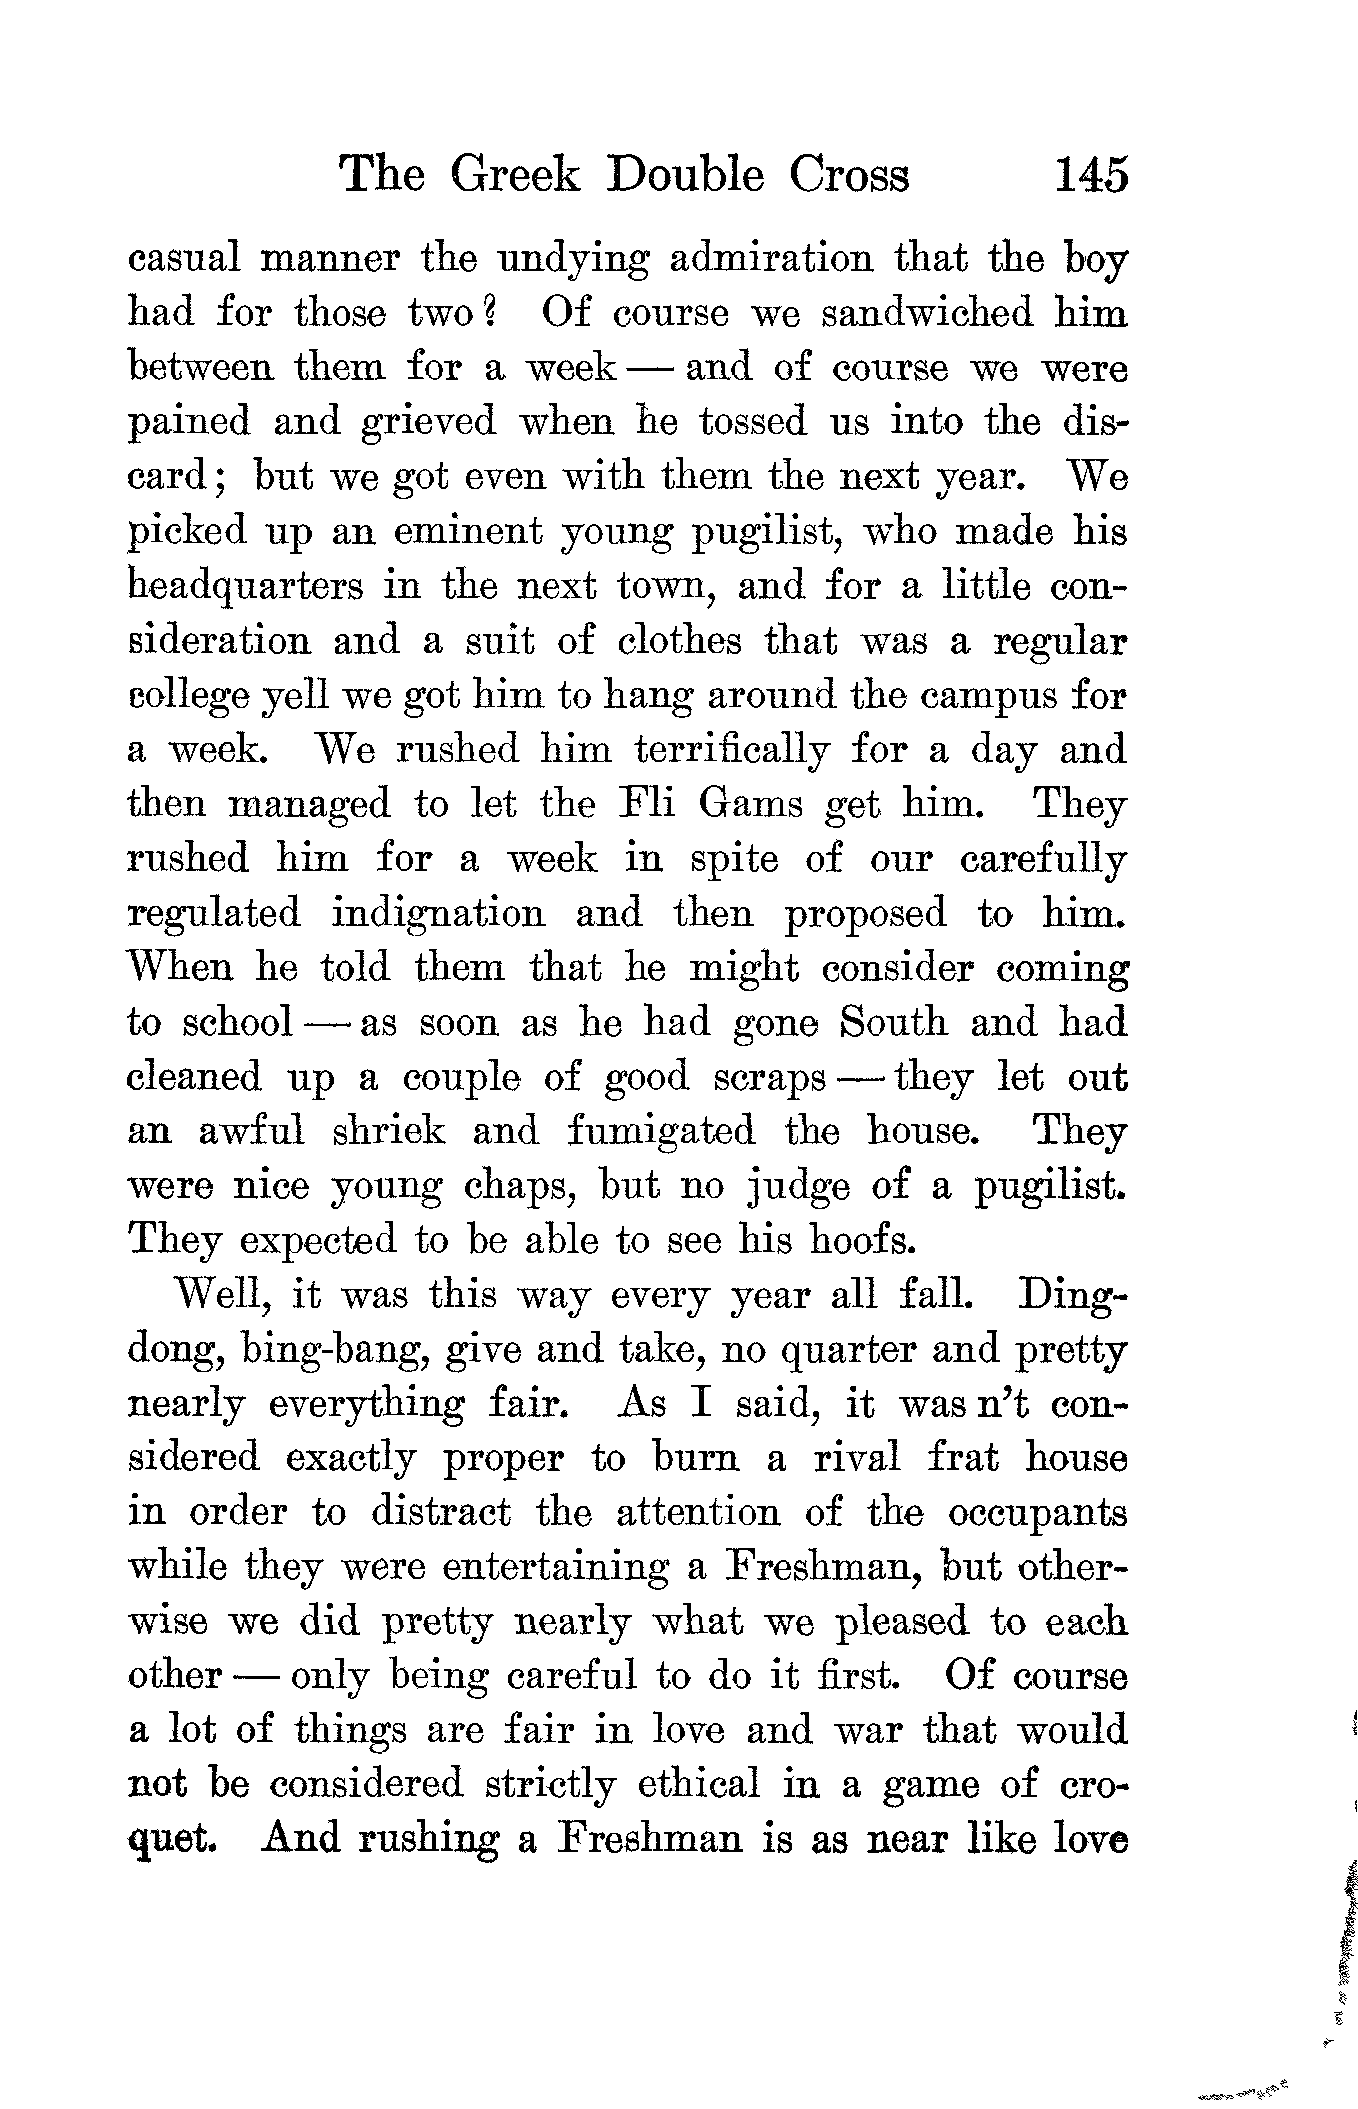 The Greek Double Cross 145
casual manner the undying admiration that the boy
had for those two? Of course we sandwiched him
between them for a week — and of course we were
pained and grieved when he tossed us into the dis-
card; but we got even with them the next year. We
picked up an eminent young pugilist, who made his
headquarters in the next town, and for a little con-
sideration and a suit of clothes that was a regular
college yell we got him to hang around the campus for
a week. We rushed him terrifically for a day and
then managed to let the Fli Gams get him. They
rushed him for a week in spite of our carefully
regulated indignation and then proposed to him.
When he told them that he might consider coming
to school — as soon as he had gone South and had
cleaned up a couple of good scraps — they let out
an awful shriek and fumigated the house. They
were nice young chaps, but no judge of a pugilist.
They expected to be able to see his hoofs.
Well, it was this way every year all fall. Ding-
dong, bing-bang, give and take, no quarter and pretty
nearly everything fair. As I said, it was n't con-
sidered exactly proper to burn a rival frat house
in order to distract the attention of the occupants
while they were entertaining a Freshman, but other-
wise we did pretty nearly what we pleased to each
other — only being careful to do it first. Of course
a lot of things are fair in love and war that would
not be considered strictly ethical in a game of cro-
quet. And rushing a Freshman is as near like love